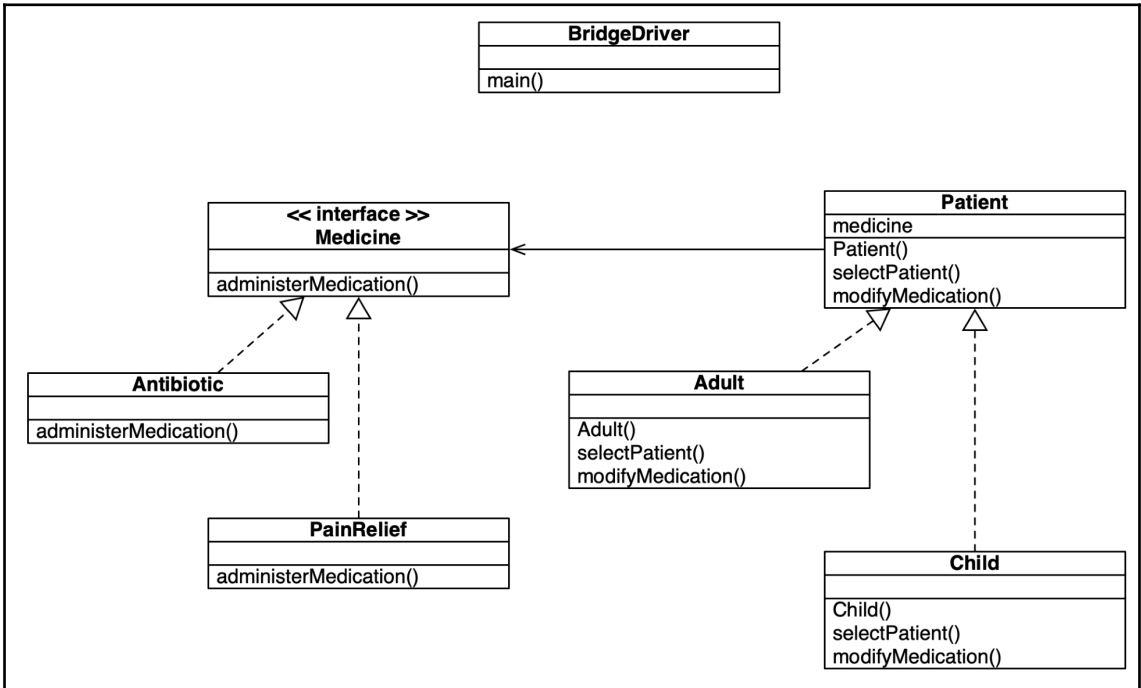 BridgeDriver
main()
<< interface >>
Medicine
administerMedication()
Patient
medicine
Patient()
selectPatient()
modifyMedication()
Antibiotic
administerMedication()
Adult
Adult()
selectPatient()
modifyMedication()
PainRelief
administerMedication()
Child
Child()
selectPatient()
modifyMedication()